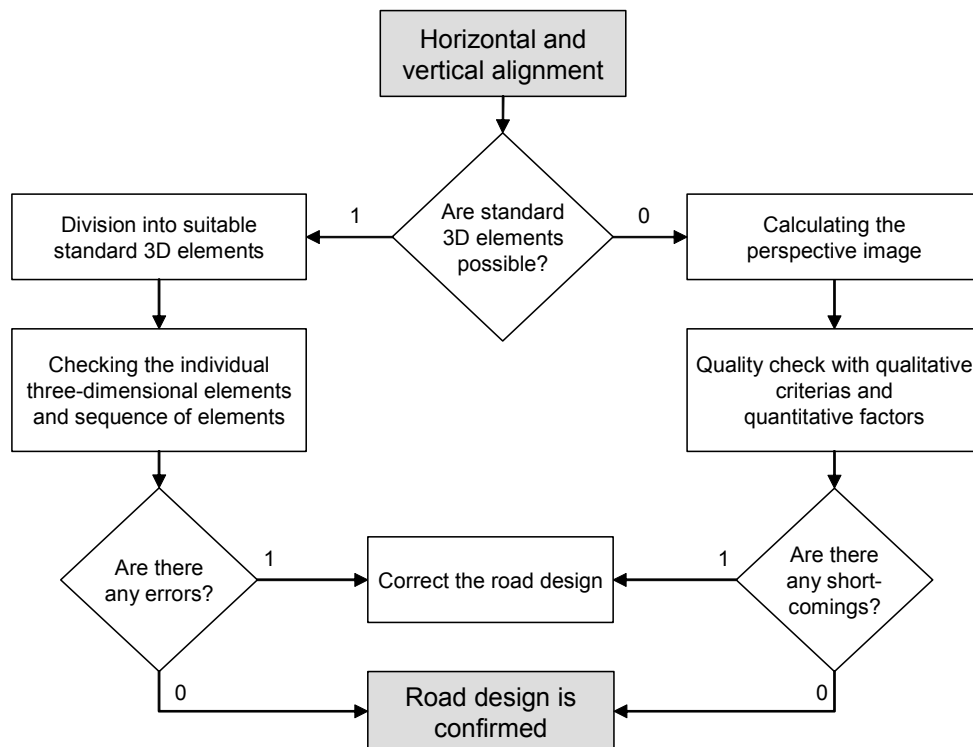 Horizontal and
vertical alignment
Are standard
3D elements
possible?
1
0
Division into suitable
standard 3D elements
Calculating the
perspective image
Checking the individual
three-dimensional elements
and sequence of elements
Quality check with qualitative
criterias and
quantitative factors
Are there
any errors?
1
Correct the road design
1
Are there
any short-
comings?
0
Road design is
confirmed
0